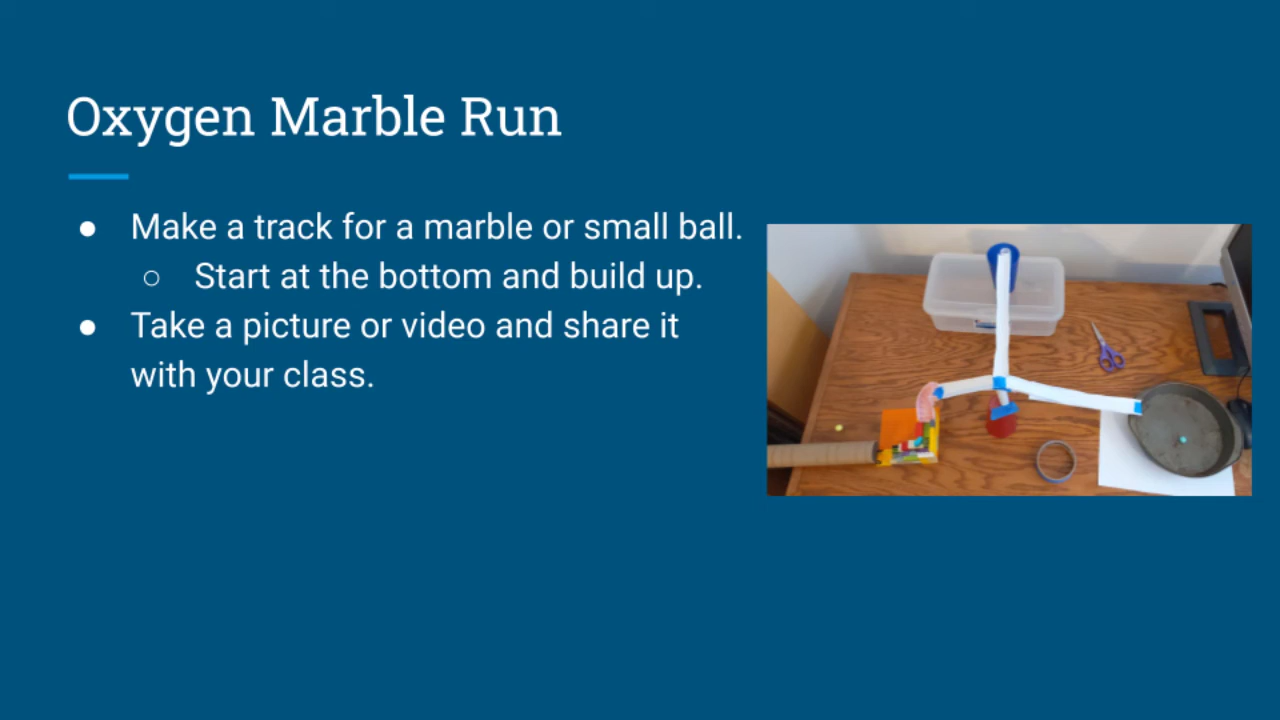 Oxygen Marble Run
● Make a track for a marble or small ball.
○ Start at the bottom and build up.
● Take a picture or video and share it
with your class.